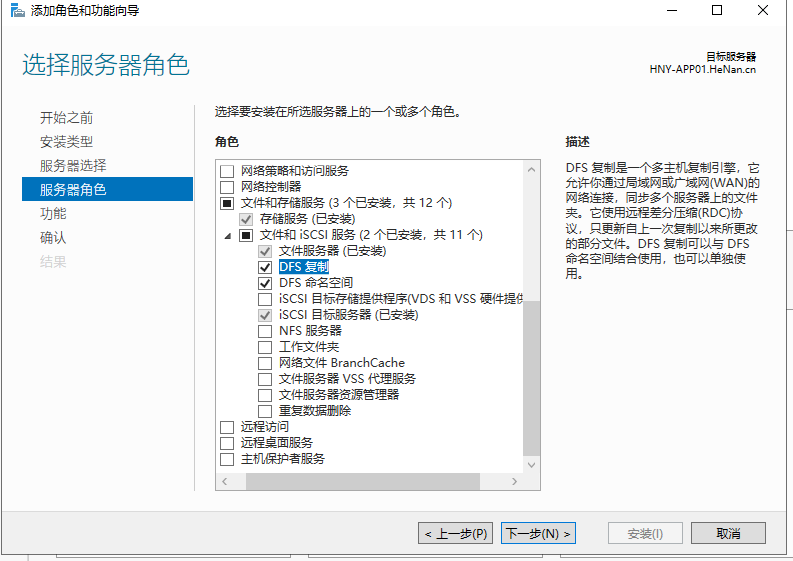 添加角色和功能向导
选择服务器角色
目标服务器
HNY-APP01.HeNan.cn
开始之前
安装类型
服务器选择
服务器角色
功能
确认
结果
选择要安装在所选服务器上的一个或多个角色。
角色
网络策略和访问服务
网络控制器
文件和存储服务 (3 个已安装，共 12 个)
存储服务 (已安装)
文件和 iSCSI 服务 (2 个已安装，共 11 个)
文件服务器 (已安装)
DFS 复制
DFS 命名空间
iSCSI 目标存储提供程序(VDS 和 VSS 硬件提供
iSCSI 目标服务器 (已安装)
NFS 服务器
工作文件夹
网络文件 BranchCache
文件服务器 VSS 代理服务
文件服务器资源管理器
重复数据删除
远程访问
远程桌面服务
主机保护者服务
描述
DFS 复制是一个多主机复制引擎，它
允许你通过局域网或广域网(WAN)的
网络连接，同步多个服务器上的文件
夹。它使用远程差分压缩(RDC)协
议，只更新自上一次复制以来所更改
的部分文件。DFS 复制可以与 DFS
命名空间结合使用，也可以单独使
用。
< 上一步(P)
下一步(N) >
安装(I)
取消